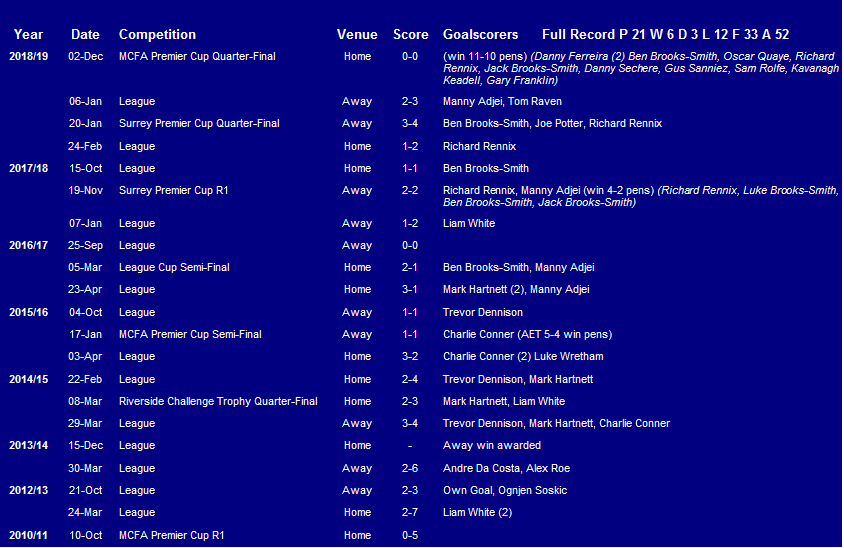 Year Date Competition Venue Score Goalscorers Full Record P 21 W 6 D 3 L 12 F 33 A 52
2018/19 02-Dec MCFA Premier Cup Quarter-Final Home 0-0 (win 11-10 pens) (Danny Ferreira (2) Ben Brooks-Smith, Oscar Quaye, Richard
Rennix, Jack Brooks-Smith, Danny Sechere, Gus Sanniez, Sam Rolfe, Kavanagh
Keadell, Gary Franklin)
06-Jan League Away 2-3 Manny Adjei, Tom Raven
20-Jan Surrey Premier Cup Quarter-Final Away 3-4 Ben Brooks-Smith, Joe Potter, Richard Rennix
24-Feb League Home 1-2 Richard Rennix
2017/18 15-Oct League Home 1-1 Ben Brooks-Smith
19-Nov Surrey Premier Cup R1 Away 2-2 Richard Rennix, Manny Adjei (win 4-2 pens) (Richard Rennix, Luke Brooks-Smith,
Ben Brooks-Smith, Jack Brooks-Smith)
07-Jan League Away 1-2 Liam White
2016/17 25-Sep League Away 0-0
05-Mar League Cup Semi-Final Home 2-1 Ben Brooks-Smith, Manny Adjei
23-Apr League Home 3-1 Mark Hartnett (2), Manny Adjei
2015/16 04-Oct League Away 1-1 Trevor Dennison
17-Jan MCFA Premier Cup Semi-Final Away 1-1 Charlie Conner (AET 5-4 win pens)
03-Apr League Home 3-2 Charlie Conner (2) Luke Wretham
2014/15 22-Feb League Home 2-4 Trevor Dennison, Mark Hartnett
08-Mar Riverside Challenge Trophy Quarter-Final Home 2-3 Mark Hartnett, Liam White
29-Mar League Away 3-4 Trevor Dennison, Mark Hartnett, Charlie Conner
2013/14 15-Dec League Home - Away win awarded
30-Mar League Away 2-6 Andre Da Costa, Alex Roe
2012/13 21-Oct League Away 2-3 Own Goal, Ognjen Soskic
24-Mar League Home 2-7 Liam White (2)
2010/11 10-Oct MCFA Premier Cup R1 Home 0-5